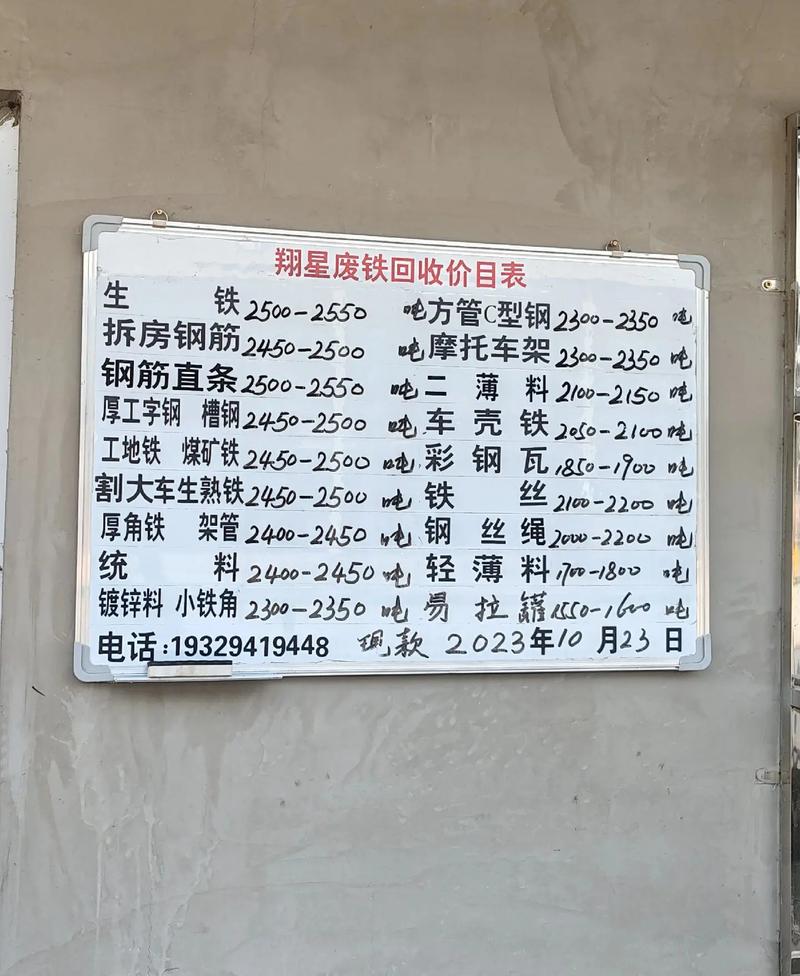 翔星废铁回收价目表
生 铁 2500-2550 吨 方管C型钢 2300-2350 吨
拆房钢筋 2450-2500 吨 摩托车架 2300-2350 吨
钢筋直条 2500-2550 吨 二 薄 料 2100-2150 吨
厚工字钢 槽钢 2450-2500 吨 车 壳 铁 2050-2100 吨
工地铁 煤矿铁 2450-2500 吨 彩 钢 瓦 1850-1900 吨
割大车生熟铁 2450-2500 吨 铁 丝 2100-2200 吨
厚角铁 架管 2400-2450 吨 钢 丝 绳 2000-2200 吨
统 料 2400-2450 吨 轻 薄 料 1700-1800 吨
镀锌料 小铁角 2300-2350 吨 易 拉 罐 1550-1600 吨
电话:19329419448 现款 2023年10月23日